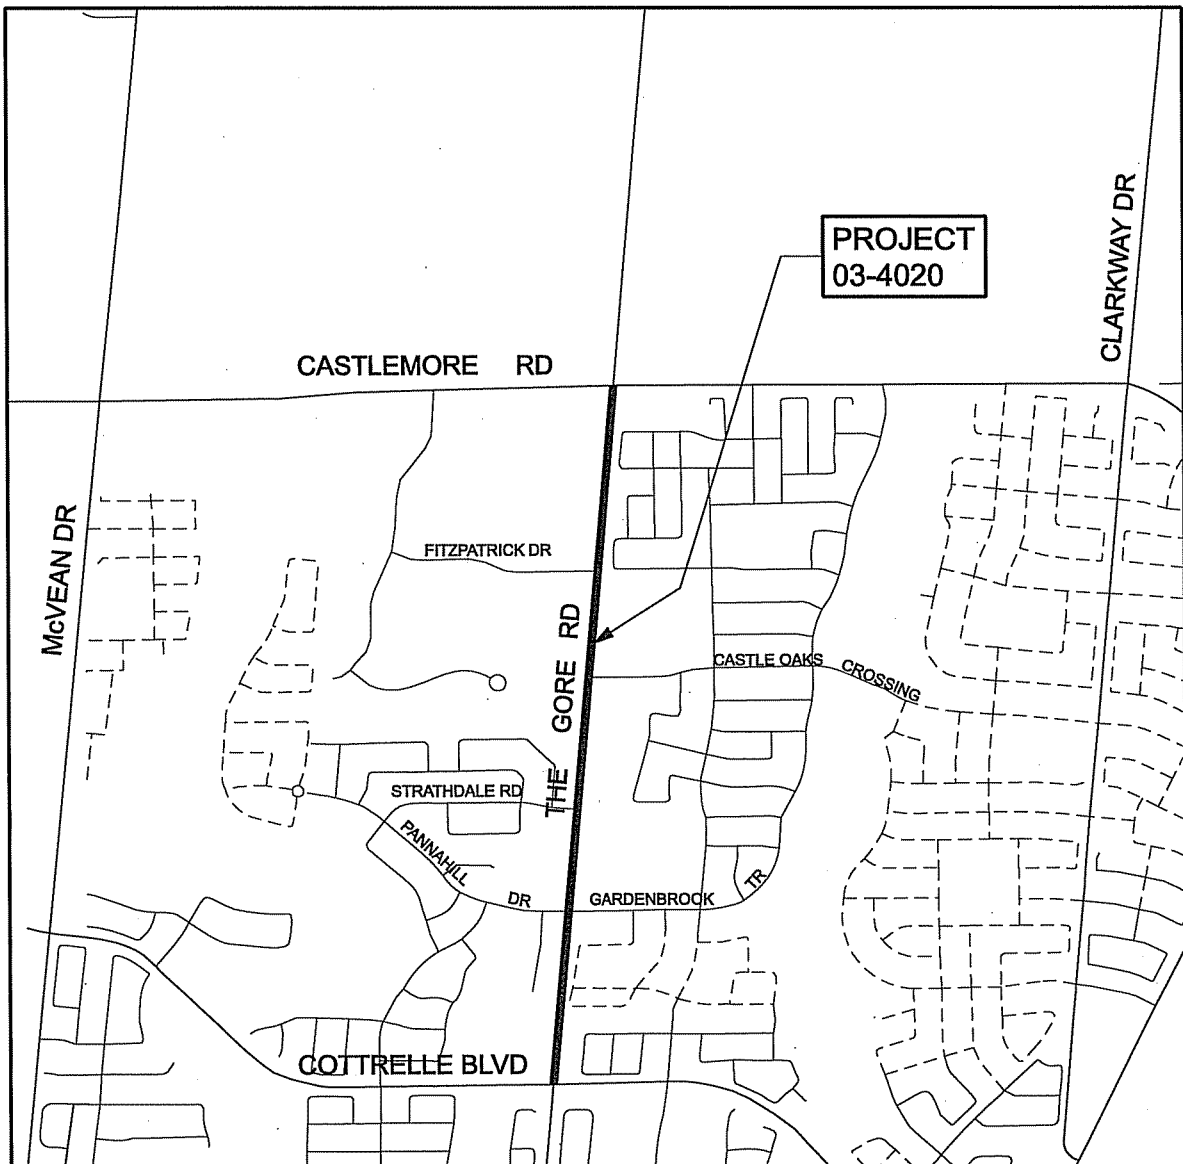 PROJECT
03-4020
CLARKWAY DR
CASTLEMORE RD
McVEAN DR
FITZPATRICK DR
THE GORE RD
CASTLE OAKS CROSSING
STRATHDALE RD
PANNAHILL DR
GARDENBROOK TR
COTTRELLE BLVD